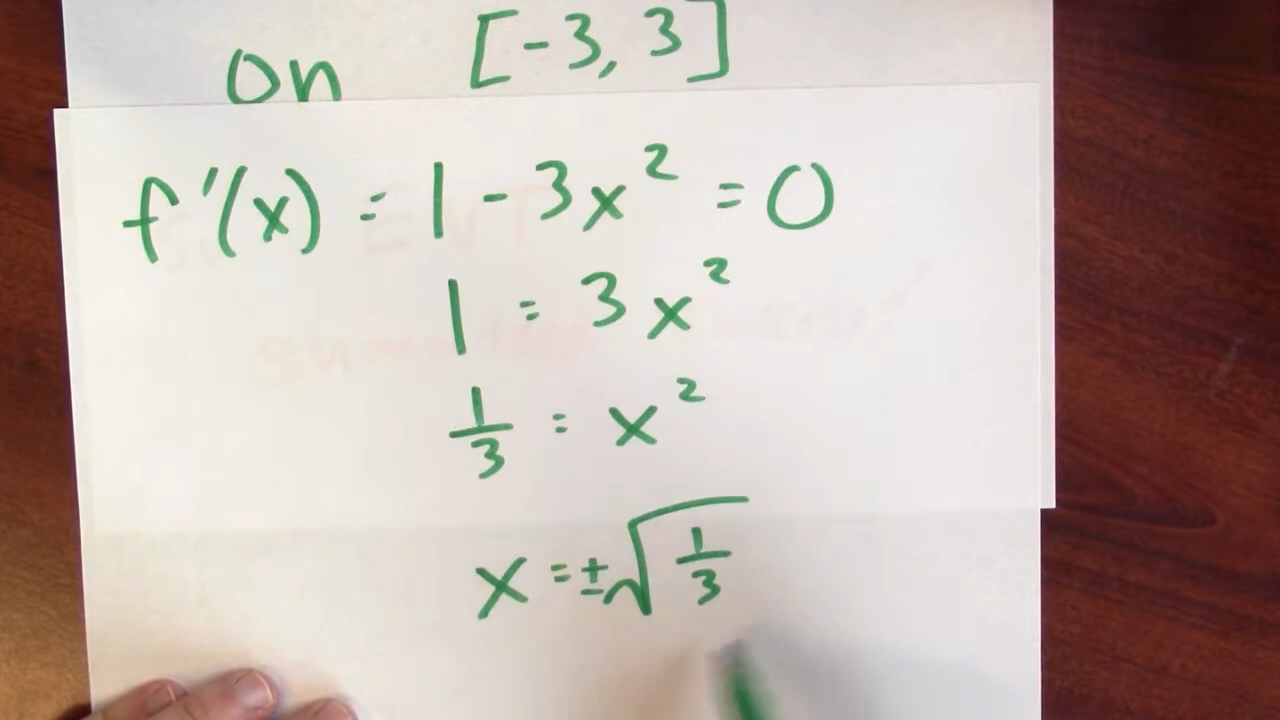 on [-3, 3]
f'(x) = 1 - 3x² = 0
1 = 3x²
1/3 = x²
x = ±√(1/3)